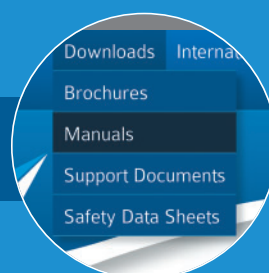 Downloads
Brochures
Manuals
Support Documents
Safety Data Sheets